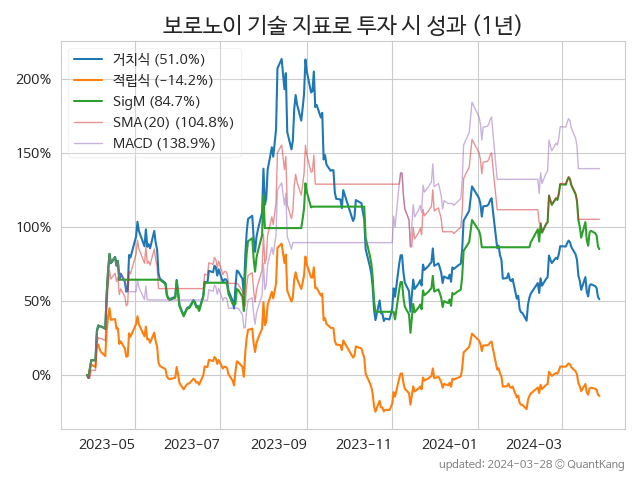 보로노이 기술 지표로 투자 시 성과 (1년)
거치식 (51.0%)
적립식 (−14.2%)
SigM (84.7%)
SMA(20) (104.8%)
MACD (138.9%)
200%
150%
100%
50%
0%
2023-05 2023-07 2023-09 2023-11 2024-01 2024-03
updated: 2024-03-28 ⓒ QuantKang